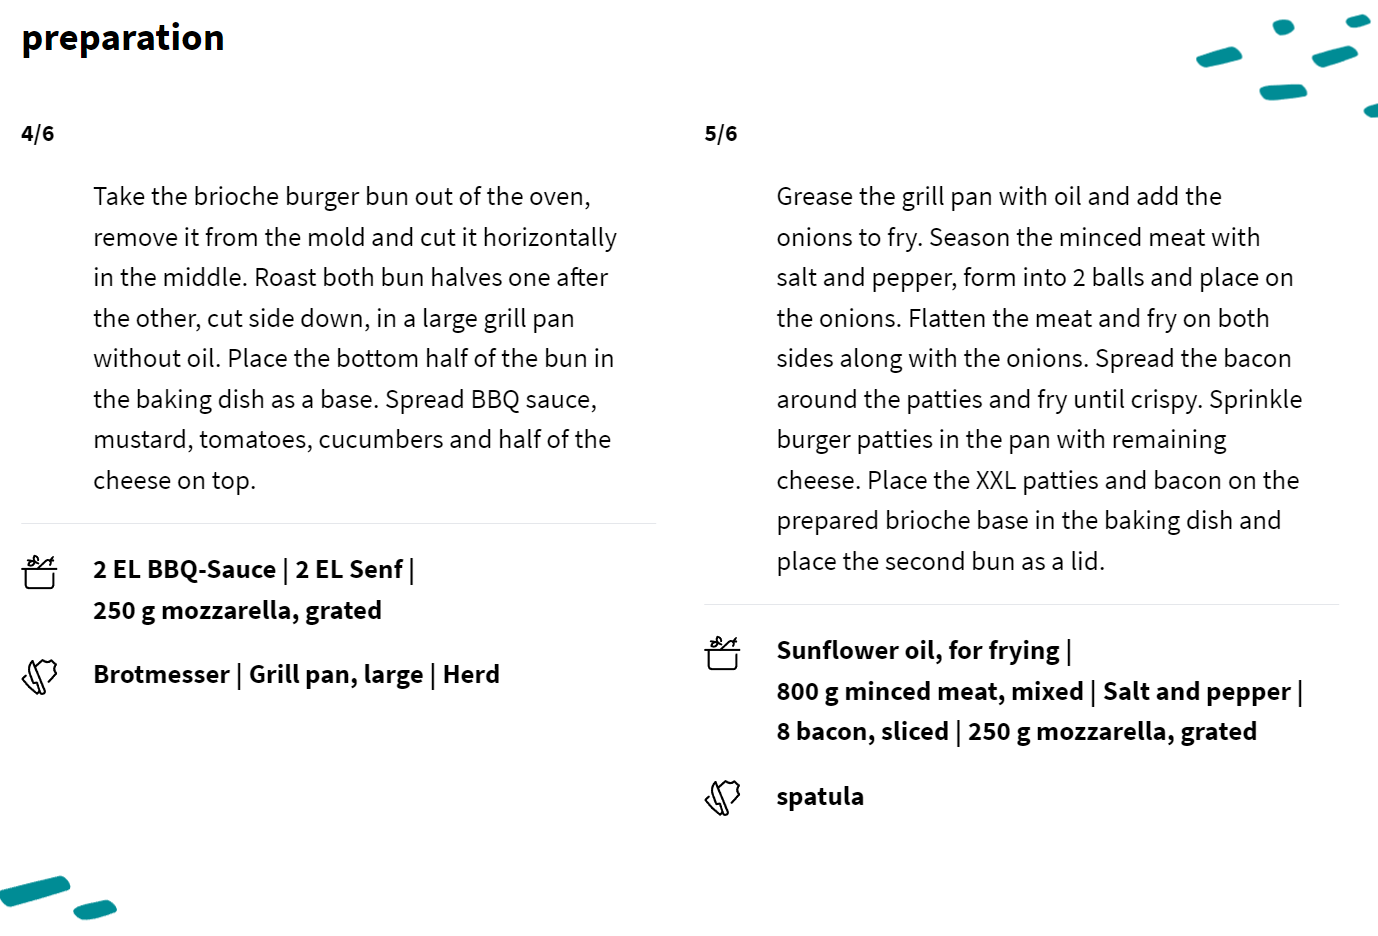 preparation
4/6
Take the brioche burger bun out of the oven,
remove it from the mold and cut it horizontally
in the middle. Roast both bun halves one after
the other, cut side down, in a large grill pan
without oil. Place the bottom half of the bun in
the baking dish as a base. Spread BBQ sauce,
mustard, tomatoes, cucumbers and half of the
cheese on top.
2 EL BBQ-Sauce | 2 EL Senf |
250 g mozzarella, grated
Brotmesser | Grill pan, large | Herd
5/6
Grease the grill pan with oil and add the
onions to fry. Season the minced meat with
salt and pepper, form into 2 balls and place on
the onions. Flatten the meat and fry on both
sides along with the onions. Spread the bacon
around the patties and fry until crispy. Sprinkle
burger patties in the pan with remaining
cheese. Place the XXL patties and bacon on the
prepared brioche base in the baking dish and
place the second bun as a lid.
Sunflower oil, for frying |
800 g minced meat, mixed | Salt and pepper |
8 bacon, sliced | 250 g mozzarella, grated
spatula